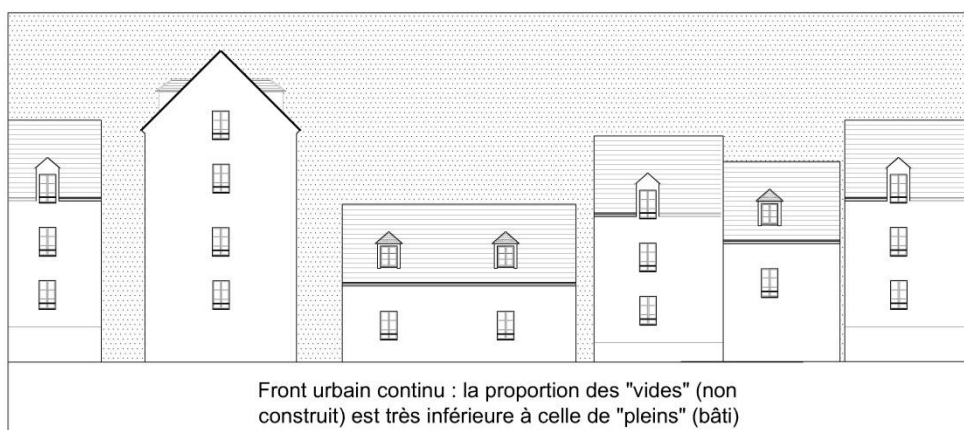 Front urbain continu : la proportion des "vides" (non
construit) est très inférieure à celle de "pleins" (bâti)